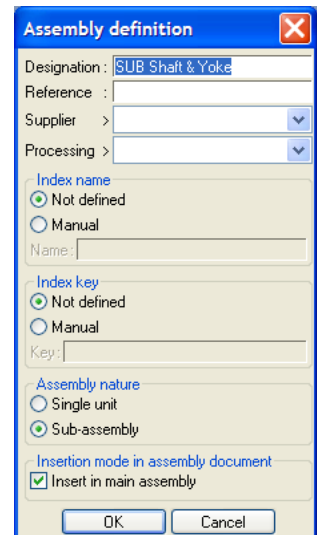 Assembly definition
Designation : SUB Shaft & Yoke
Reference :
Supplier >
Processing >
Index name
Not defined
Manual
Name :
Index key
Not defined
Manual
Key :
Assembly nature
Single unit
Sub-assembly
Insertion mode in assembly document
Insert in main assembly
OK Cancel